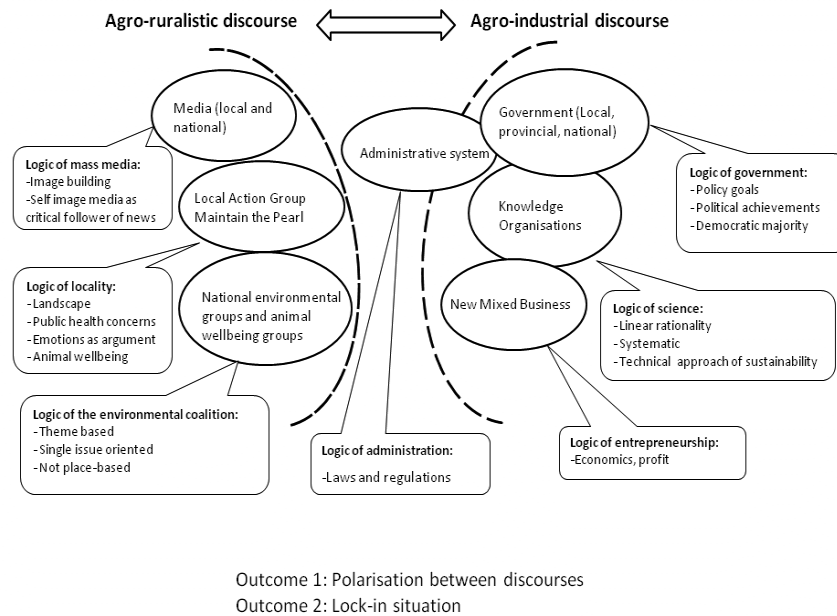 Agro-ruralistic discourse
Agro-industrial discourse
Media (local and
national)
Logic of mass media:
-Image building
-Self image media as
critical follower of news
Local Action Group
Maintain the Pearl
Logic of locality:
-Landscape
-Public health concerns
-Emotions as argument
-Animal wellbeing
National environmental
groups and animal
wellbeing groups
Logic of the environmental coalition:
-Theme based
-Single issue oriented
-Not place-based
Administrative system
Logic of administration:
-Laws and regulations
Government (Local,
provincial, national)
Logic of government:
-Policy goals
-Political achievements
-Democratic majority
Knowledge
Organisations
Logic of science:
-Linear rationality
-Systematic
-Technical approach of sustainability
New Mixed Business
Logic of entrepreneurship:
-Economics, profit
Outcome 1: Polarisation between discourses
Outcome 2: Lock-in situation